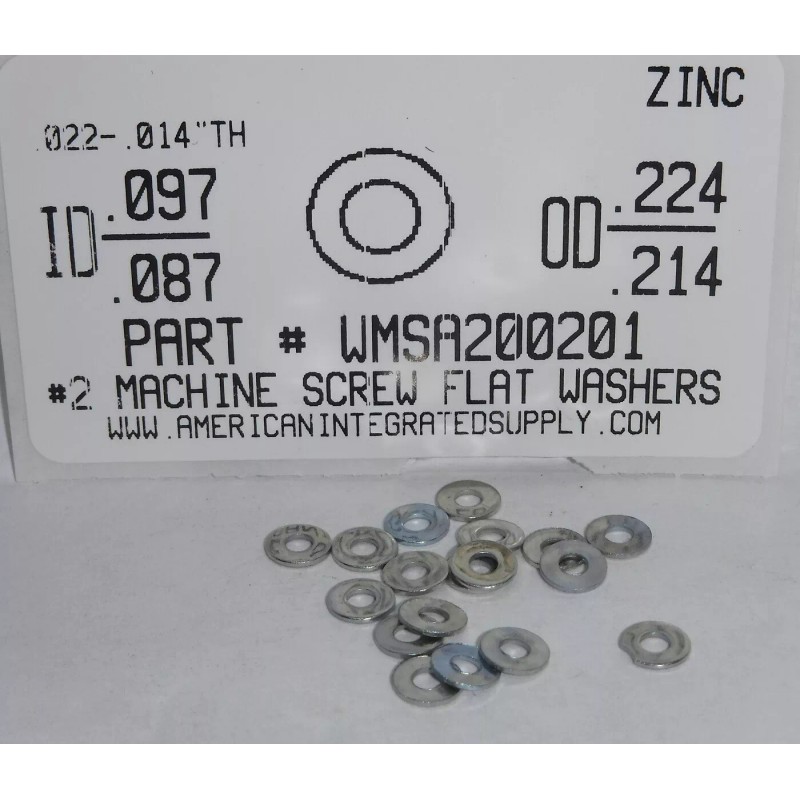 ZINC
.022-.014"TH
ID .097
.087
OD .224
.214
PART # WMSA200201
#2 MACHINE SCREW FLAT WASHERS
WWW.AMERICANINTEGRATEDSUPPLY.COM